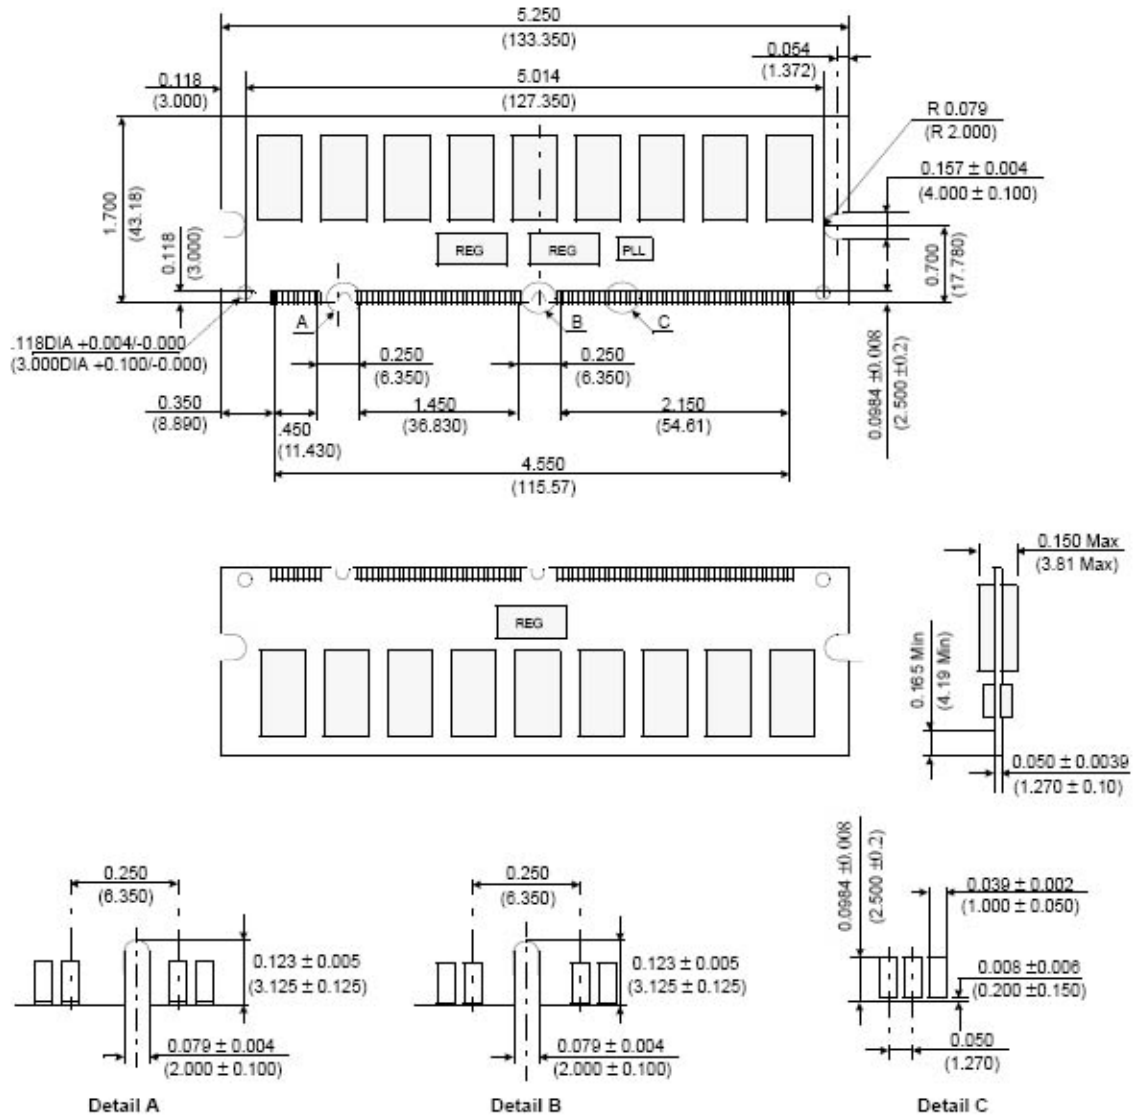 5.250
(133.350)
0.054
(1.372)
0.118
(3.000)
5.014
(127.350)
R 0.079
(R 2.000)
0.157 ± 0.004
(4.000 ± 0.100)
1.700
(43.18)
0.118
(3.000)
REG
REG
PLL
0.700
(17.780)
A
B
C
.118DIA +0.004/-0.000
(3.000DIA +0.100/-0.000)
0.250
(6.350)
0.250
(6.350)
0.0984 ±0.008
(2.500 ±0.2)
0.350
(8.890)
.450
(11.430)
1.450
(36.830)
2.150
(54.61)
4.550
(115.57)
0.150 Max
(3.81 Max)
REG
0.165 Min
(4.19 Min)
0.050 ± 0.0039
(1.270 ± 0.10)
0.250
(6.350)
0.123 ± 0.005
(3.125 ± 0.125)
0.079 ± 0.004
(2.000 ± 0.100)
Detail A
0.250
(6.350)
0.123 ± 0.005
(3.125 ± 0.125)
0.079 ± 0.004
(2.000 ± 0.100)
Detail B
0.0984 ±0.008
(2.500 ±0.2)
0.039 ± 0.002
(1.000 ± 0.050)
0.008 ±0.006
(0.200 ±0.150)
0.050
(1.270)
Detail C